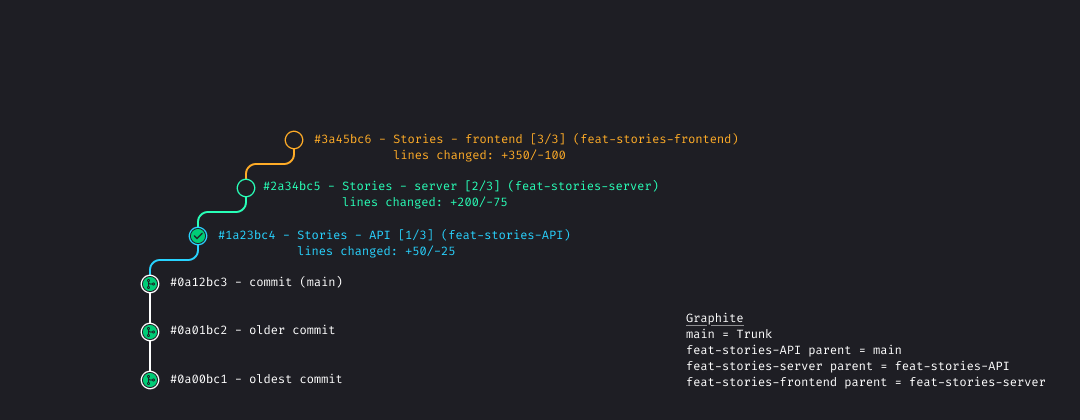 #3a45bc6 - Stories - frontend [3/3] (feat-stories-frontend)
lines changed: +350/-100
#2a34bc5 - Stories - server [2/3] (feat-stories-server)
lines changed: +200/-75
#1a23bc4 - Stories - API [1/3] (feat-stories-API)
lines changed: +50/-25
#0a12bc3 - commit (main)
#0a01bc2 - older commit
#0a00bc1 - oldest commit
Graphite
main = Trunk
feat-stories-API parent = main
feat-stories-server parent = feat-stories-API
feat-stories-frontend parent = feat-stories-server